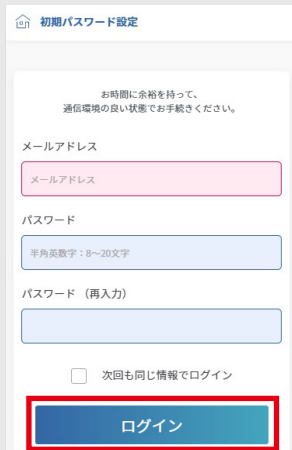 初期パスワード設定
お時間に余裕を持って、
通信環境の良い状態でお手続きください。
メールアドレス
メールアドレス
パスワード
半角英数字：8～20文字
パスワード （再入力）
次回も同じ情報でログイン
ログイン